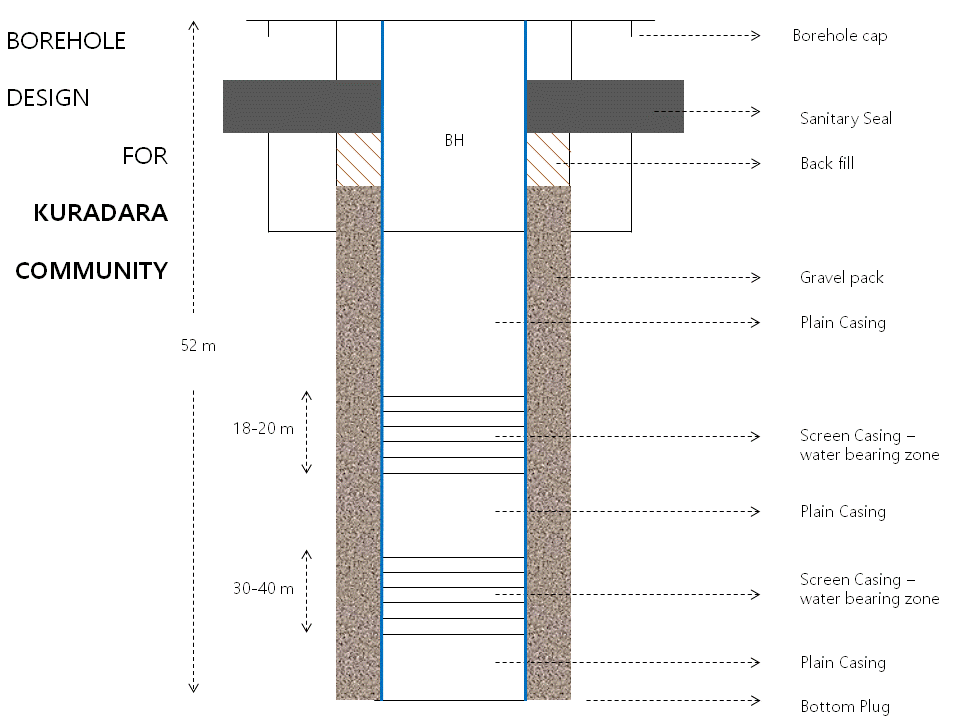 BOREHOLE
DESIGN
FOR
KURADARA
COMMUNITY
BH
52 m
18-20 m
30-40 m
Borehole cap
Sanitary Seal
Back fill
Gravel pack
Plain Casing
Screen Casing –
water bearing zone
Plain Casing
Screen Casing –
water bearing zone
Plain Casing
Bottom Plug